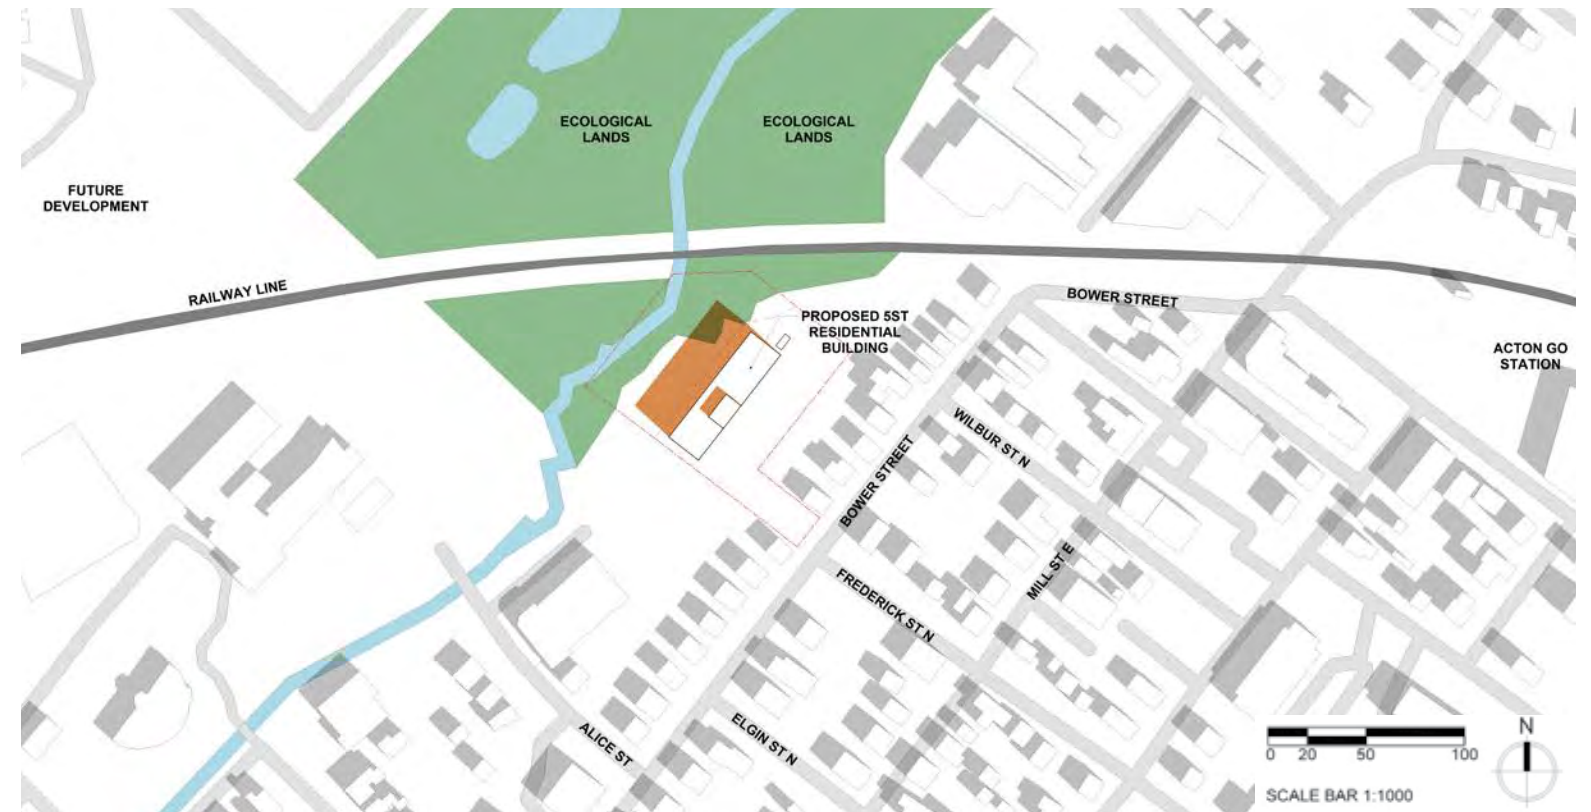 ECOLOGICAL
LANDS
ECOLOGICAL
LANDS
FUTURE
DEVELOPMENT
RAILWAY LINE
BOWER STREET
PROPOSED 5ST
RESIDENTIAL
BUILDING
ACTON GO
STATION
WILBUR ST N
BOWER STREET
MILL ST E
FREDERICK ST N
ALICE ST
ELGIN ST N
N
0 20 50 100
SCALE BAR 1:1000